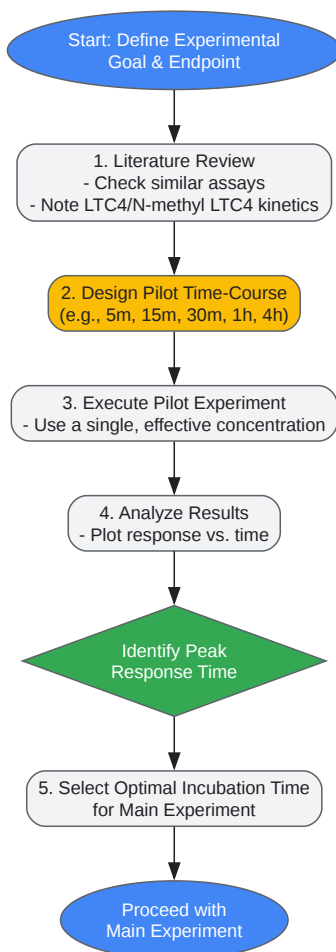 Start: Define Experimental
Goal & Endpoint
1. Literature Review
- Check similar assays
- Note LTC4/N-methyl LTC4 kinetics
2. Design Pilot Time-Course
(e.g., 5m, 15m, 30m, 1h, 4h)
3. Execute Pilot Experiment
- Use a single, effective concentration
4. Analyze Results
- Plot response vs. time
Identify Peak
Response Time
5. Select Optimal Incubation Time
for Main Experiment
Proceed with
Main Experiment